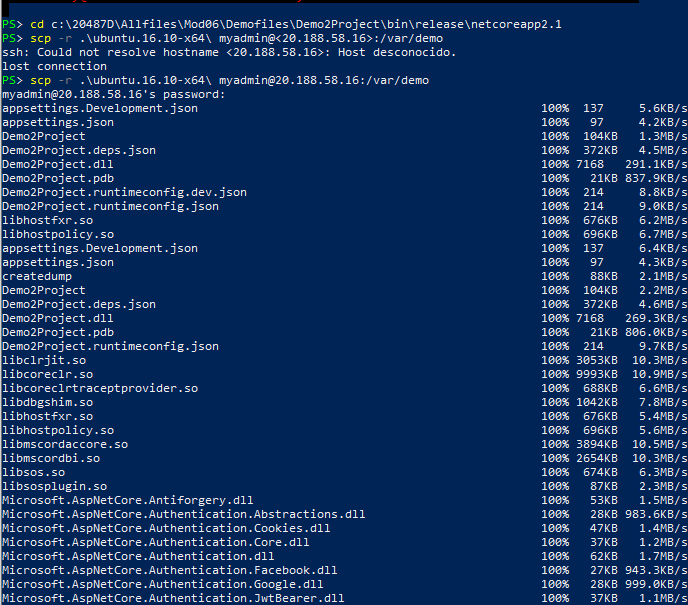 PS> cd c:\20487D\Allfiles\Mod06\Demofiles\Demo2Project\bin\release\netcoreapp2.1
PS> scp -r .\ubuntu.16.10-x64\ myadmin@<20.188.58.16>:/var/demo
ssh: Could not resolve hostname <20.188.58.16>: Host desconocido.
lost connection
PS> scp -r .\ubuntu.16.10-x64\ myadmin@20.188.58.16:/var/demo
myadmin@20.188.58.16's password:
appsettings.Development.json 100% 137 5.6KB/s
appsettings.json 100% 97 4.2KB/s
Demo2Project 100% 104KB 1.3MB/s
Demo2Project.deps.json 100% 372KB 4.5MB/s
Demo2Project.dll 100% 7168 291.1KB/s
Demo2Project.pdb 100% 21KB 837.9KB/s
Demo2Project.runtimeconfig.dev.json 100% 214 8.8KB/s
Demo2Project.runtimeconfig.json 100% 214 9.0KB/s
libhostfxr.so 100% 676KB 6.2MB/s
libhostpolicy.so 100% 696KB 6.7MB/s
appsettings.Development.json 100% 137 6.4KB/s
appsettings.json 100% 97 4.3KB/s
createdump 100% 88KB 2.1MB/s
Demo2Project 100% 104KB 2.2MB/s
Demo2Project.deps.json 100% 372KB 4.6MB/s
Demo2Project.dll 100% 7168 269.3KB/s
Demo2Project.pdb 100% 21KB 806.0KB/s
Demo2Project.runtimeconfig.json 100% 214 9.7KB/s
libclrjit.so 100% 3053KB 10.3MB/s
libcoreclr.so 100% 9993KB 10.9MB/s
libcoreclrtraceptprovider.so 100% 688KB 6.6MB/s
libdbgshim.so 100% 1042KB 7.8MB/s
libhostfxr.so 100% 676KB 5.4MB/s
libhostpolicy.so 100% 696KB 5.6MB/s
libmscordaccore.so 100% 3894KB 10.5MB/s
libmscordbi.so 100% 2654KB 10.3MB/s
libsos.so 100% 674KB 6.3MB/s
libsosplugin.so 100% 87KB 2.3MB/s
Microsoft.AspNetCore.Antiforgery.dll 100% 53KB 1.5MB/s
Microsoft.AspNetCore.Authentication.Abstractions.dll 100% 28KB 983.6KB/s
Microsoft.AspNetCore.Authentication.Cookies.dll 100% 47KB 1.4MB/s
Microsoft.AspNetCore.Authentication.Core.dll 100% 37KB 1.2MB/s
Microsoft.AspNetCore.Authentication.dll 100% 62KB 1.7MB/s
Microsoft.AspNetCore.Authentication.Facebook.dll 100% 27KB 943.3KB/s
Microsoft.AspNetCore.Authentication.Google.dll 100% 28KB 999.0KB/s
Microsoft.AspNetCore.Authentication.JwtBearer.dll 100% 37KB 1.1MB/s